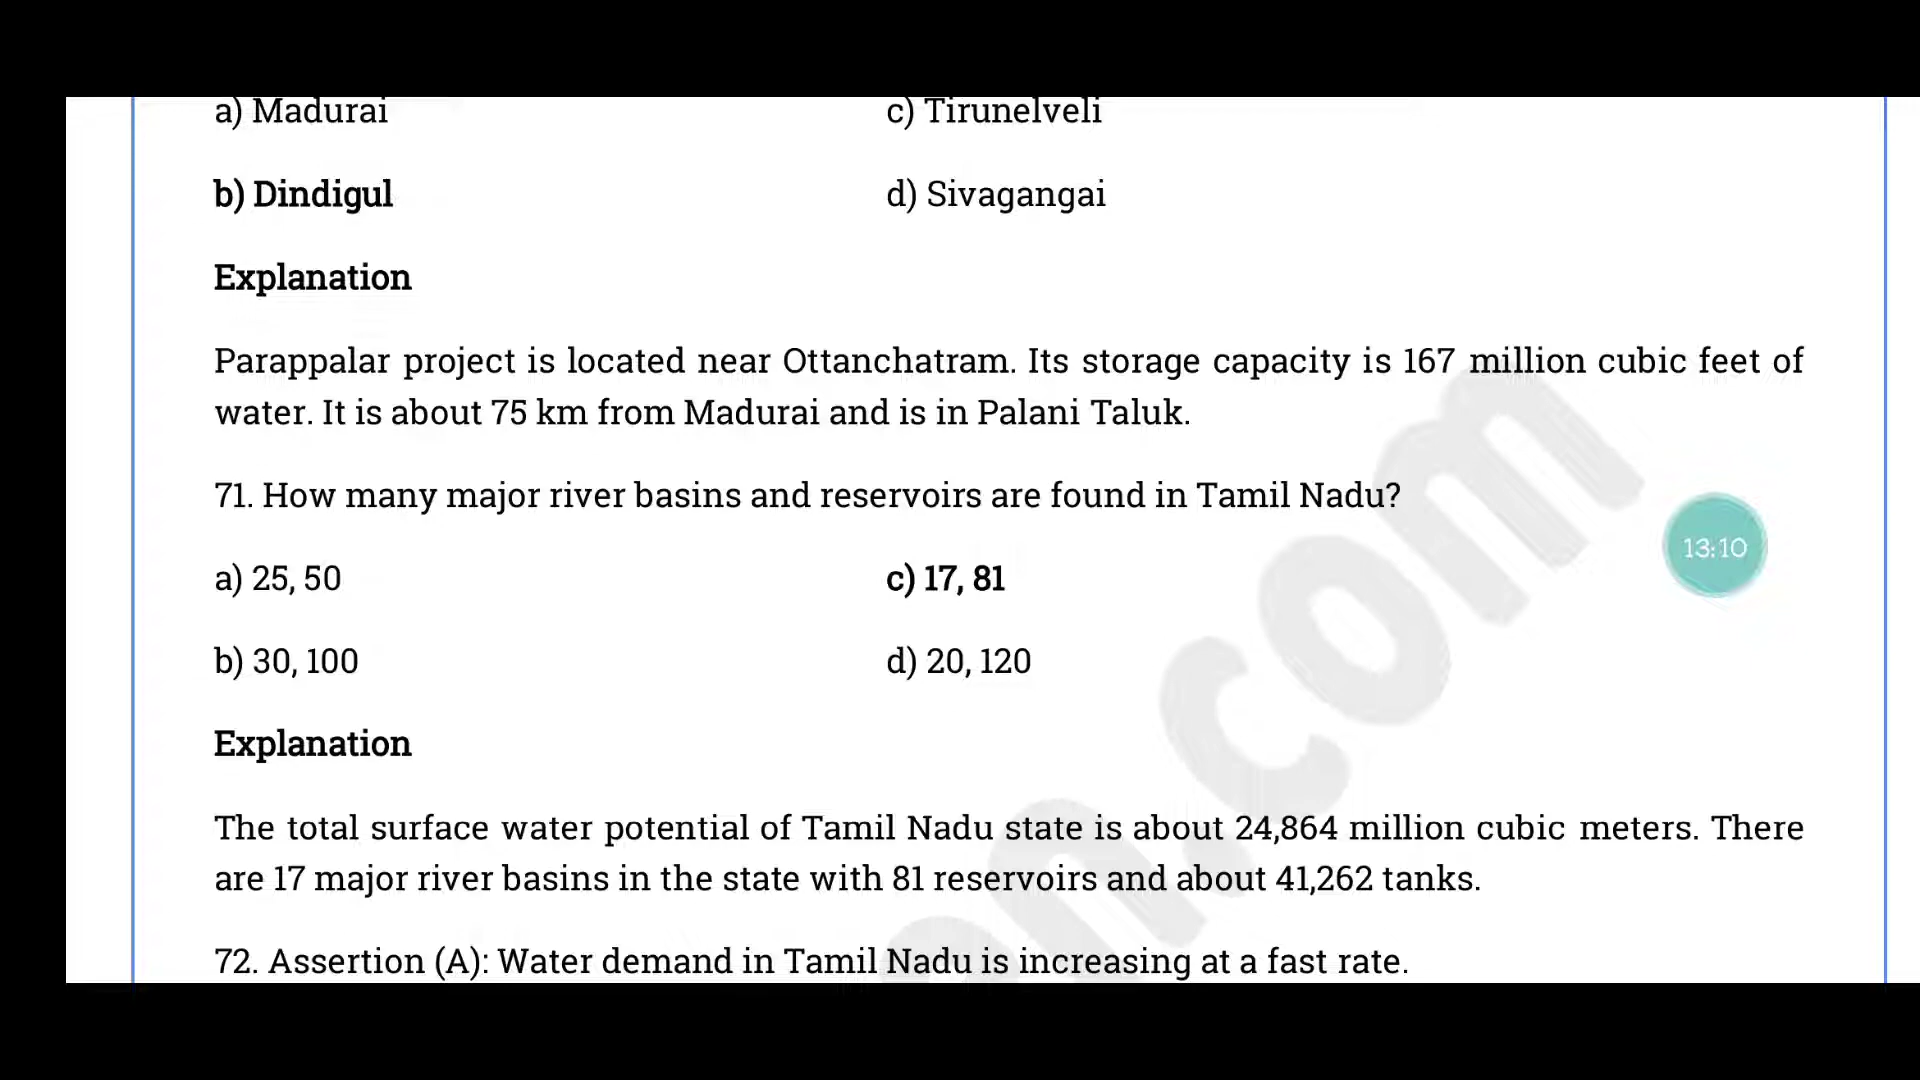 a) Madurai
c) Tirunelveli
b) Dindigul
d) Sivagangai
Explanation
Parappalar project is located near Ottanchatram. Its storage capacity is 167 million cubic feet of
water. It is about 75 km from Madurai and is in Palani Taluk.
71. How many major river basins and reservoirs are found in Tamil Nadu?
a) 25, 50
c) 17, 81
13:10
b) 30, 100
d) 20, 120
Explanation
The total surface water potential of Tamil Nadu state is about 24,864 million cubic meters. There
are 17 major river basins in the state with 81 reservoirs and about 41,262 tanks.
72. Assertion (A): Water demand in Tamil Nadu is increasing at a fast rate.
n.com